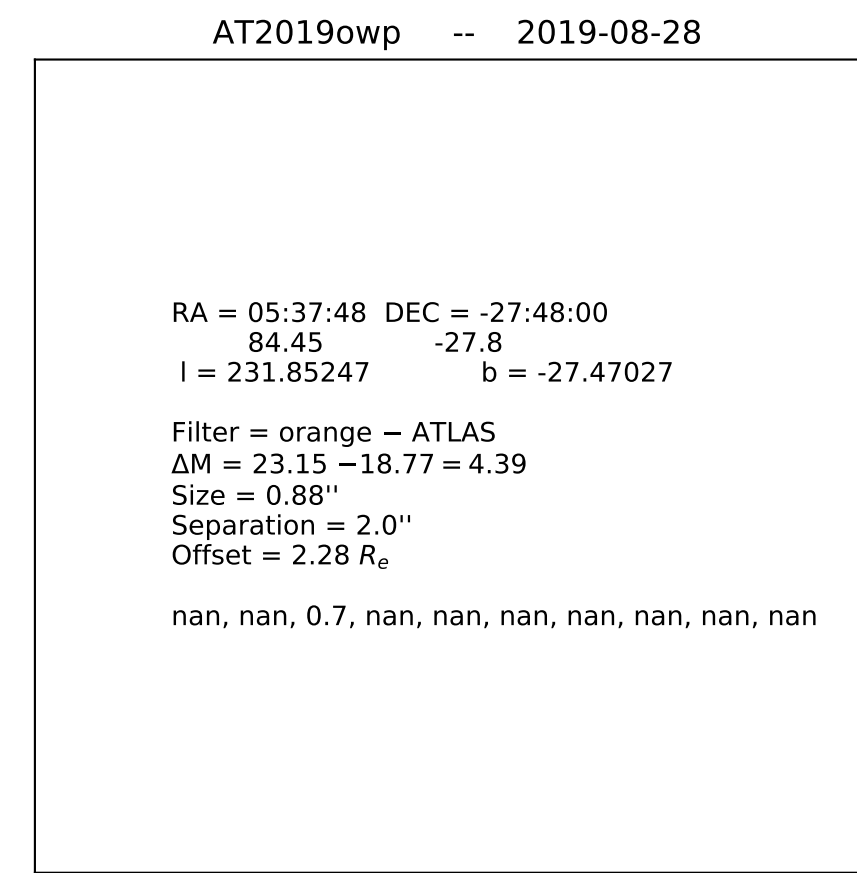 AT2019owp -- 2019-08-28
RA = 05:37:48 DEC = -27:48:00
84.45 -27.8
l = 231.85247 b = -27.47027
Filter = orange − ATLAS
ΔM = 23.15 −18.77 = 4.39
Size = 0.88''
Separation = 2.0''
Offset = 2.28 Re
nan, nan, 0.7, nan, nan, nan, nan, nan, nan, nan